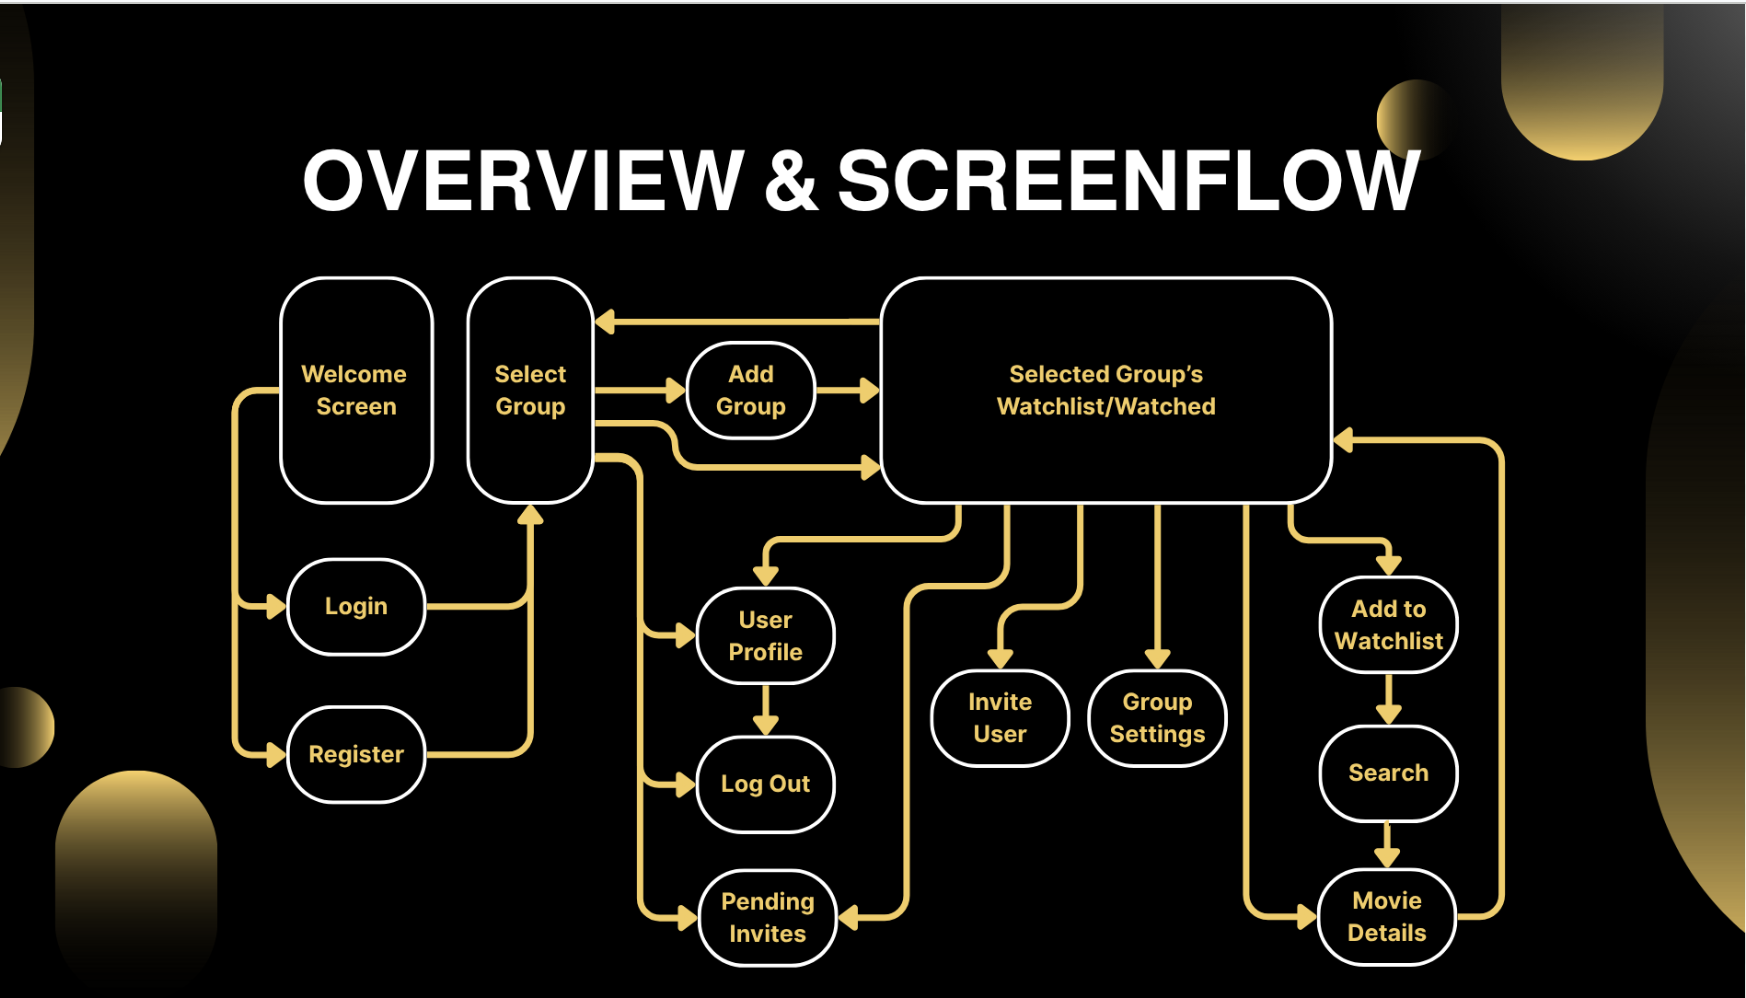 OVERVIEW & SCREENFLOW
Welcome
Screen
Select
Group
Add
Group
Selected Group’s
Watchlist/Watched
Login
Register
User
Profile
Log Out
Pending
Invites
Invite
User
Group
Settings
Add to
Watchlist
Search
Movie
Details